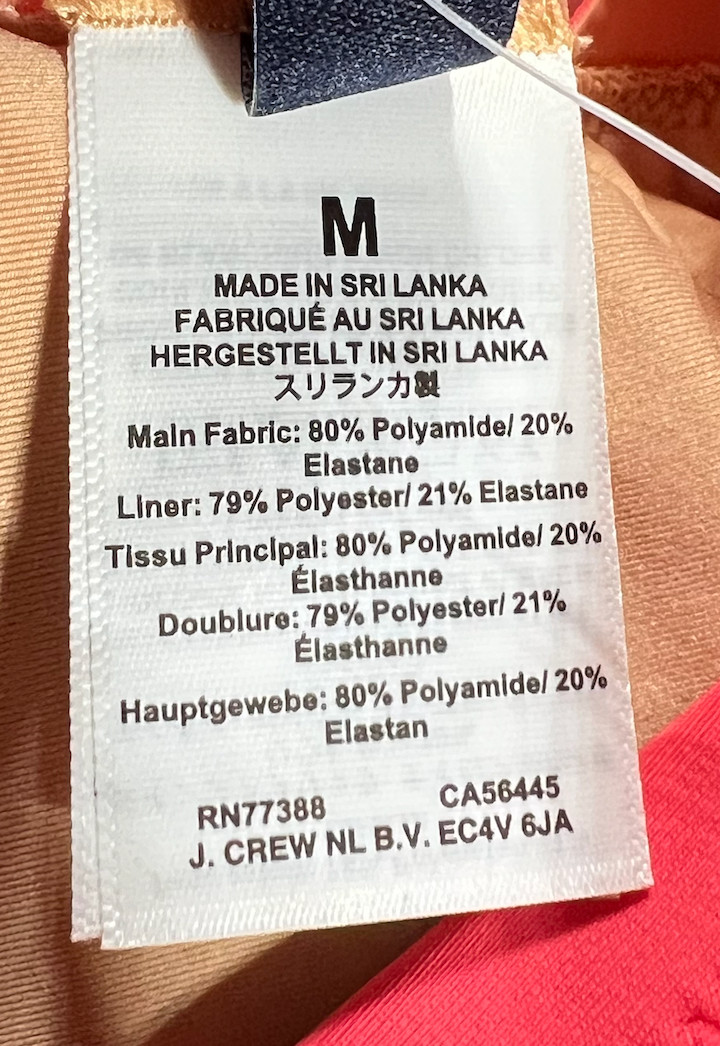 M
MADE IN SRI LANKA
FABRIQUÉ AU SRI LANKA
HERGESTELLT IN SRI LANKA
スリランカ製
Main Fabric: 80% Polyamide/ 20%
Elastane
Liner: 79% Polyester/ 21% Elastane
Tissu Principal: 80% Polyamide/ 20%
Élasthanne
Doublure: 79% Polyester/ 21%
Élasthanne
Hauptgewebe: 80% Polyamide/ 20%
Elastan
RN77388 CA56445
J. CREW NL B.V. EC4V 6JA